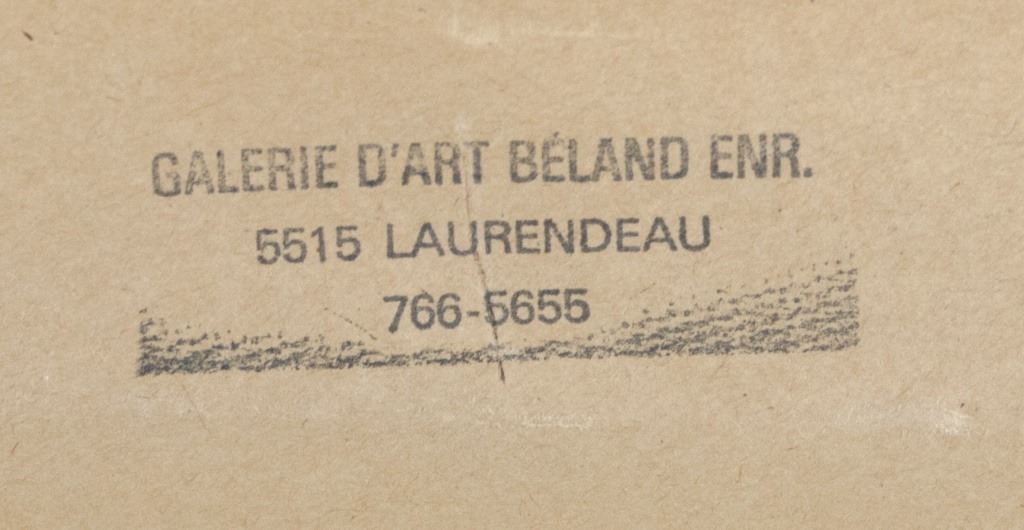 GALERIE D'ART BÉLAND ENR.
5515 LAURENDEAU
766-5655